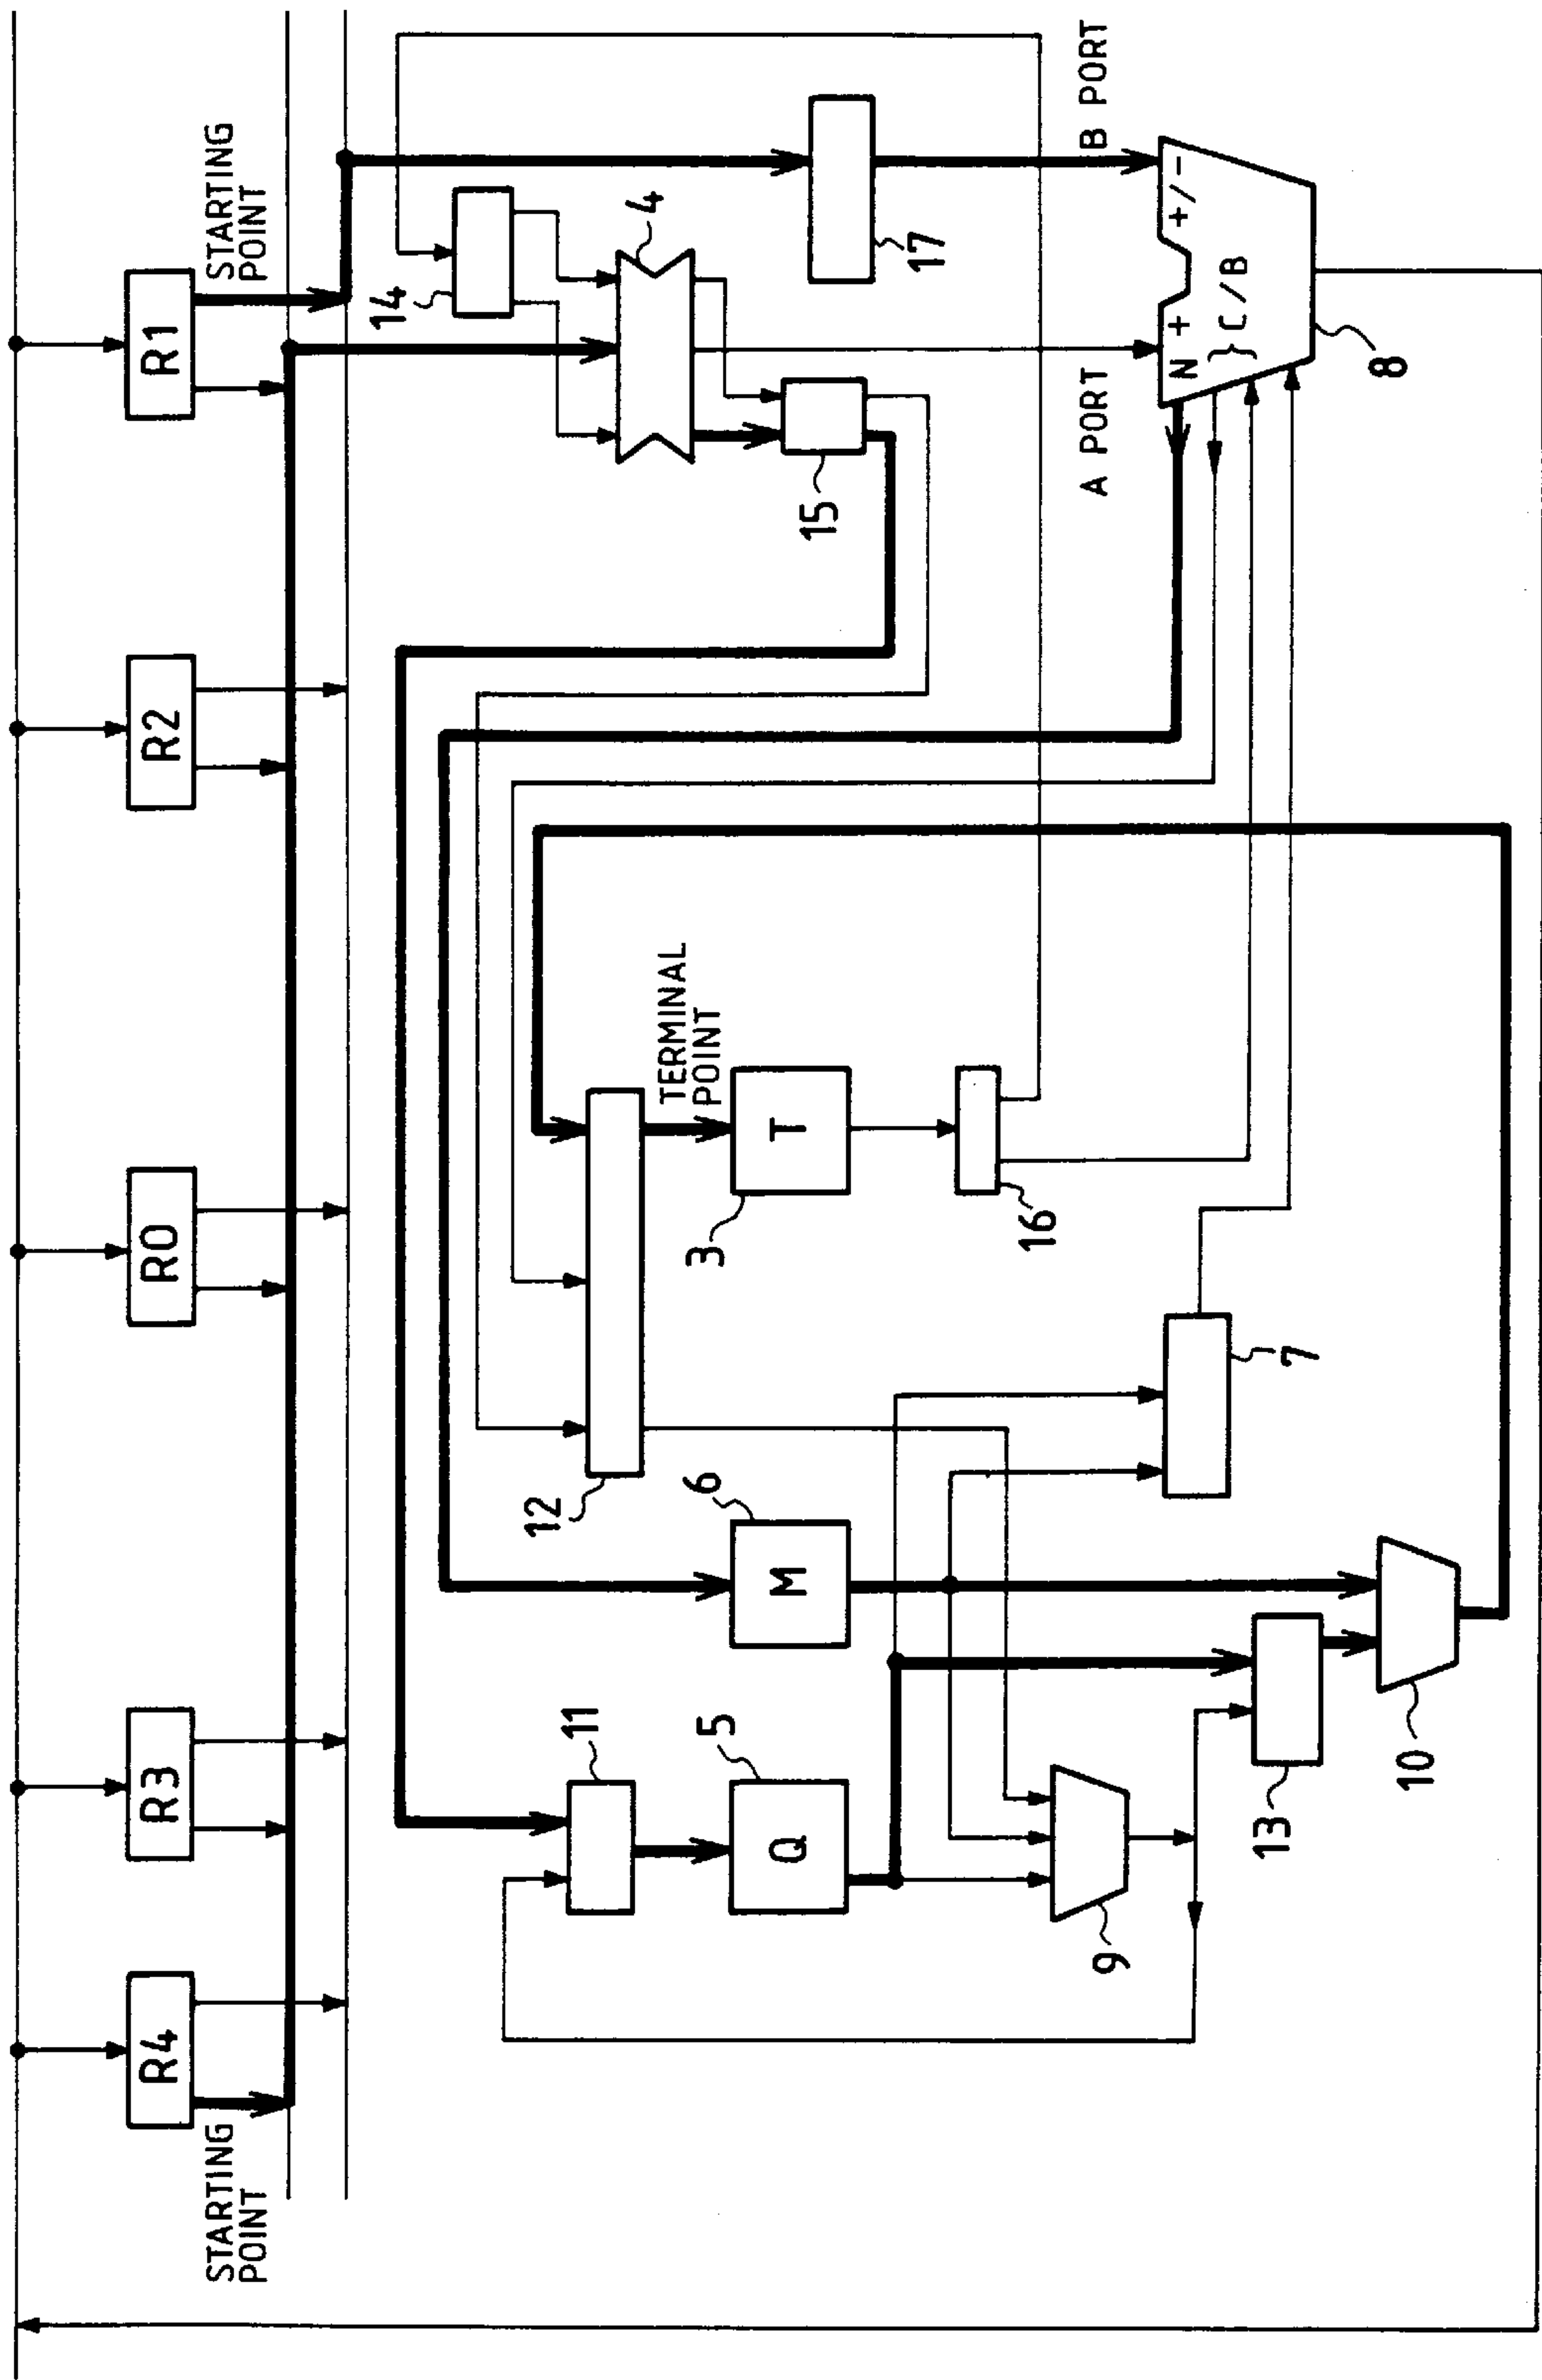 R4
R3
R0
R2
R1
STARTING
POINT
STARTING
POINT
14
4
17
15
B PORT
A PORT
N + +/-
} C/B
8
12
TERMINAL
POINT
T
3
16
6
M
7
11
5
Q
9
13
10